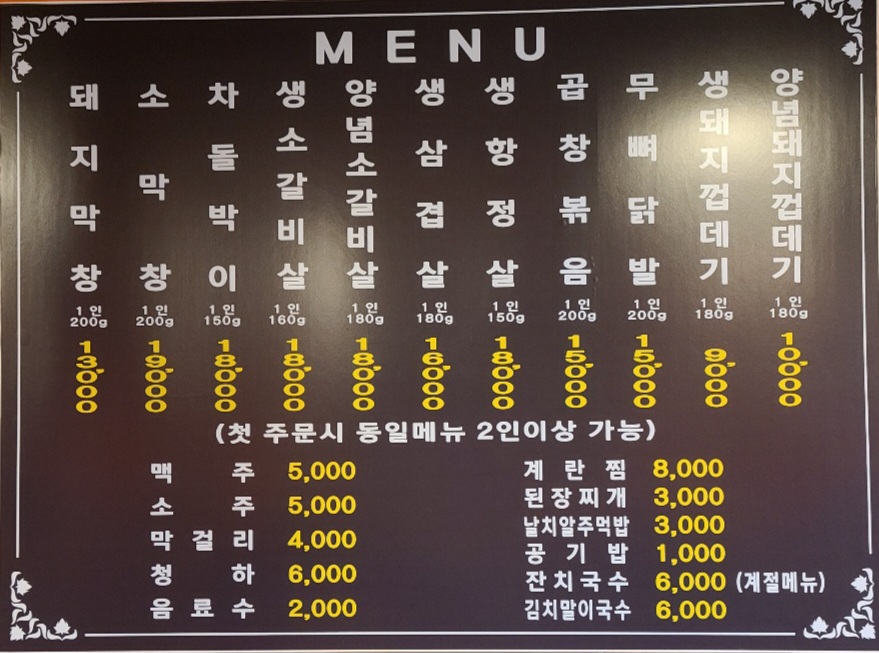 MENU
돼지막창 1인 200g 13,000
소막창 1인 200g 19,000
차돌박이 1인 150g 18,000
생소갈비살 1인 160g 18,000
양념소갈비살 1인 180g 18,000
생삼겹살 1인 180g 16,000
생항정살 1인 150g 18,000
곱창볶음 1인 200g 15,000
무뼈닭발 1인 200g 15,000
생돼지껍데기 1인 180g 9,000
양념돼지껍데기 1인 180g 10,000
(첫 주문시 동일메뉴 2인이상 가능)
맥주 5,000
소주 5,000
막걸리 4,000
청하 6,000
음료수 2,000
계란찜 8,000
된장찌개 3,000
날치알주먹밥 3,000
공기밥 1,000
잔치국수 6,000 (계절메뉴)
김치말이국수 6,000